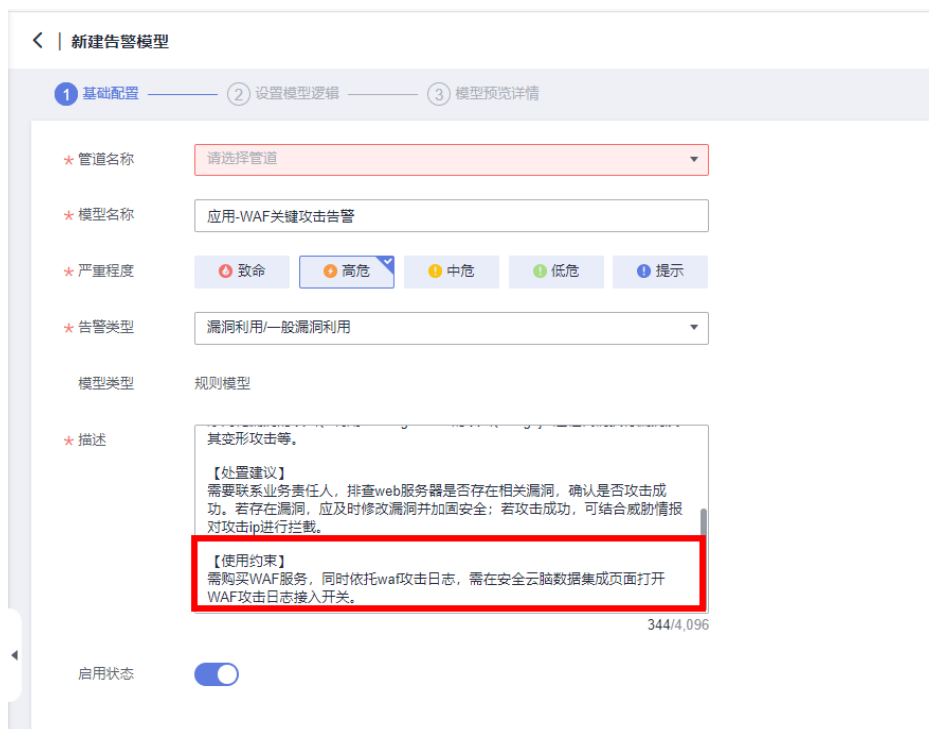 新建告警模型
1 基础配置 2 设置模型逻辑 3 模型预览详情
* 管道名称 请选择管道
* 模型名称 应用-WAF关键攻击告警
* 严重程度 致命 高危 中危 低危 提示
* 告警类型 漏洞利用/一般漏洞利用
模型类型 规则模型
* 描述
其变形攻击等。
【处置建议】
需要联系业务责任人，排查web服务器是否存在相关漏洞，确认是否攻击成
功。若存在漏洞，应及时修改漏洞并加固安全；若攻击成功，可结合威胁情报
对攻击ip进行拦截。
【使用约束】
需购买WAF服务，同时依托waf攻击日志，需在安全云脑数据集成页面打开
WAF攻击日志接入开关。
344/4,096
启用状态